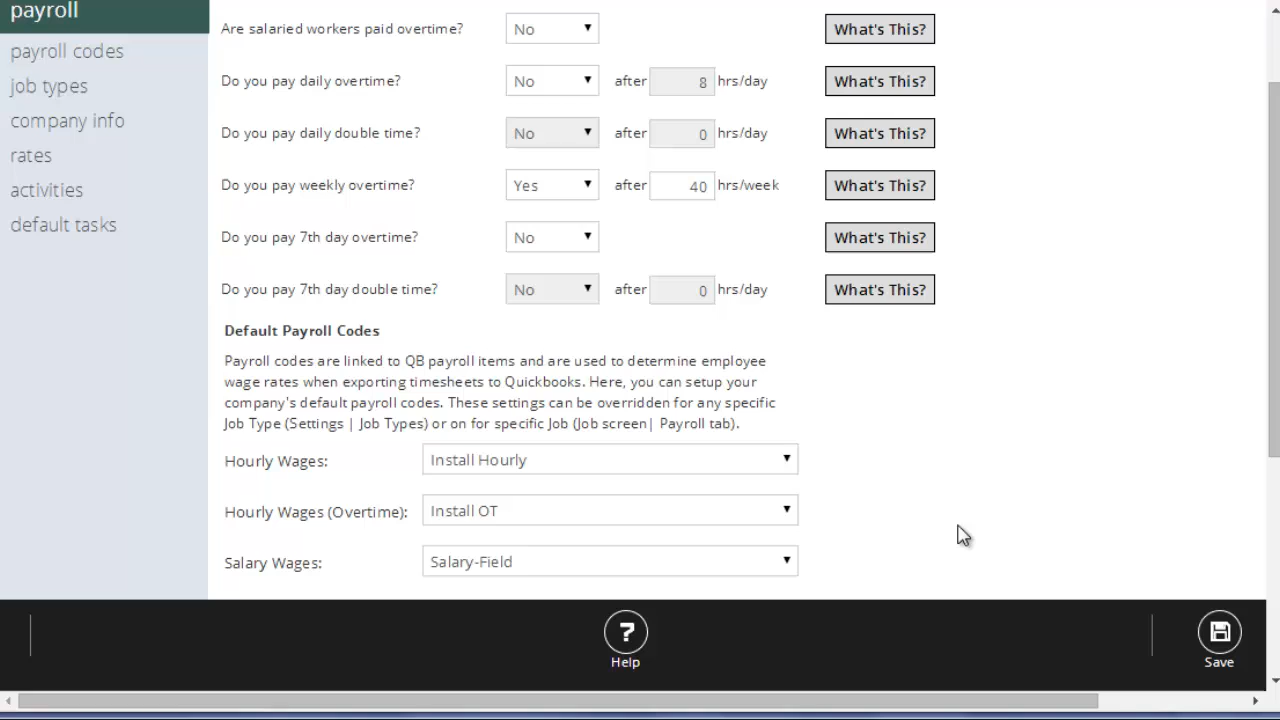 payroll
payroll codes
job types
company info
rates
activities
default tasks
Are salaried workers paid overtime? No What's This?
Do you pay daily overtime? No after 8 hrs/day What's This?
Do you pay daily double time? No after 0 hrs/day What's This?
Do you pay weekly overtime? Yes after 40 hrs/week What's This?
Do you pay 7th day overtime? No What's This?
Do you pay 7th day double time? No after 0 hrs/day What's This?
Default Payroll Codes
Payroll codes are linked to QB payroll items and are used to determine employee
wage rates when exporting timesheets to Quickbooks. Here, you can setup your
company's default payroll codes. These settings can be overridden for any specific
Job Type (Settings | Job Types) or on for specific Job (Job screen| Payroll tab).
Hourly Wages: Install Hourly
Hourly Wages (Overtime): Install OT
Salary Wages: Salary-Field
? Help
Save